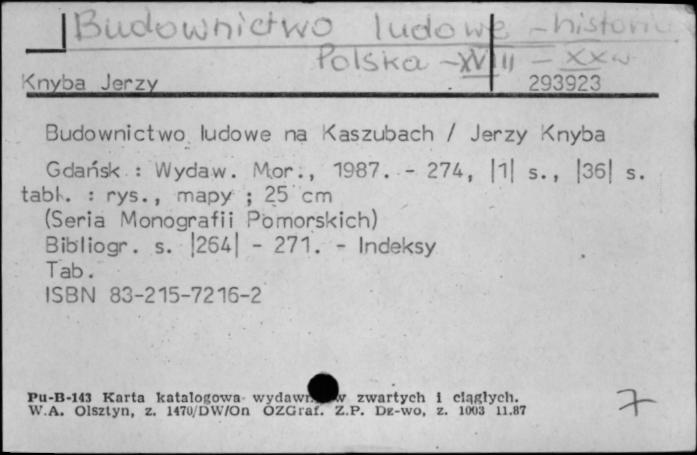 Budownictwo ludowe - historia
Polska - XVIII - XX w
Knyba Jerzy 293923
Budownictwo ludowe na Kaszubach / Jerzy Knyba
Gdańsk : Wydaw. Mor., 1987. - 274, |1| s., |36| s.
tabl. : rys., mapy ; 25 cm
(Seria Monografii Pomorskich)
Bibliogr. s. |264| - 271. - Indeksy
Tab.
ISBN 83-215-7216-2
Pu-B-143 Karta katalogowa zwartych i ciągłych.
W.A. Olsztyn, z. 1470/DW/On OZGraf. Z.P. Dz-wo, z. 1003 11.87
7